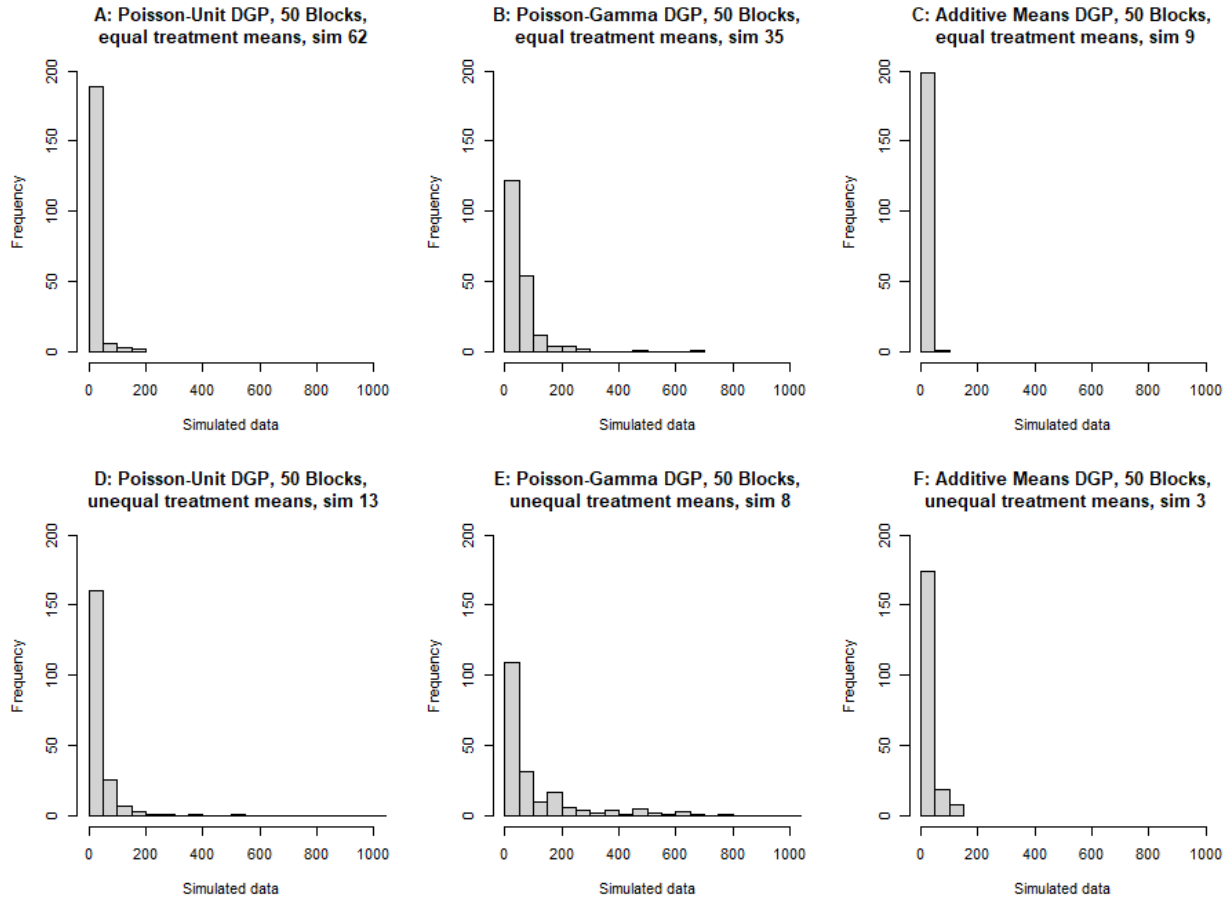 A: Poisson-Unit DGP, 50 Blocks,
equal treatment means, sim 62
Frequency
200
150
100
50
0
0 200 400 600 800 1000
Simulated data
B: Poisson-Gamma DGP, 50 Blocks,
equal treatment means, sim 35
Frequency
200
150
100
50
0
0 200 400 600 800 1000
Simulated data
C: Additive Means DGP, 50 Blocks,
equal treatment means, sim 9
Frequency
200
150
100
50
0
0 200 400 600 800 1000
Simulated data
D: Poisson-Unit DGP, 50 Blocks,
unequal treatment means, sim 13
Frequency
200
150
100
50
0
0 200 400 600 800 1000
Simulated data
E: Poisson-Gamma DGP, 50 Blocks,
unequal treatment means, sim 8
Frequency
200
150
100
50
0
0 200 400 600 800 1000
Simulated data
F: Additive Means DGP, 50 Blocks,
unequal treatment means, sim 3
Frequency
200
150
100
50
0
0 200 400 600 800 1000
Simulated data